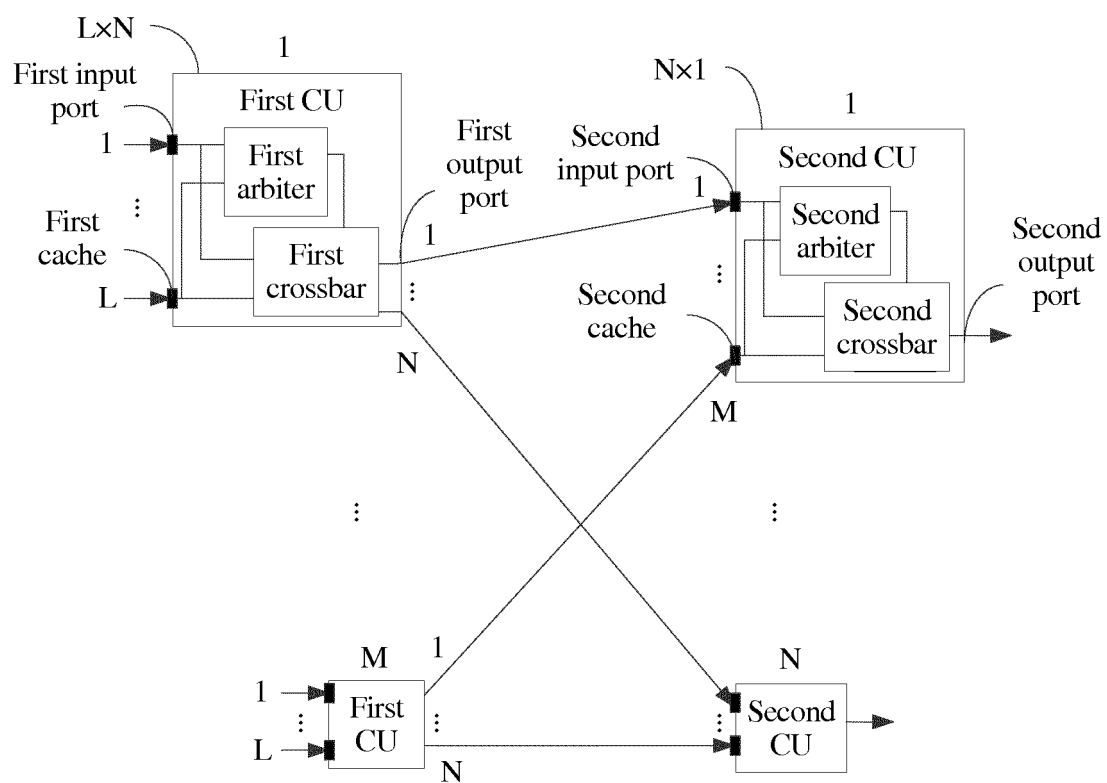 L×N
1
First input
port
First CU
1
First
arbiter
⋮
First
cache
L
First
crossbar
First
output
port
1
⋮
N
N×1
1
Second
input port
Second CU
1
Second
arbiter
⋮
Second
cache
Second
crossbar
Second
output
port
M
⋮
⋮
M
1
⋮
L
First
CU
1
⋮
N
N
⋮
Second
CU